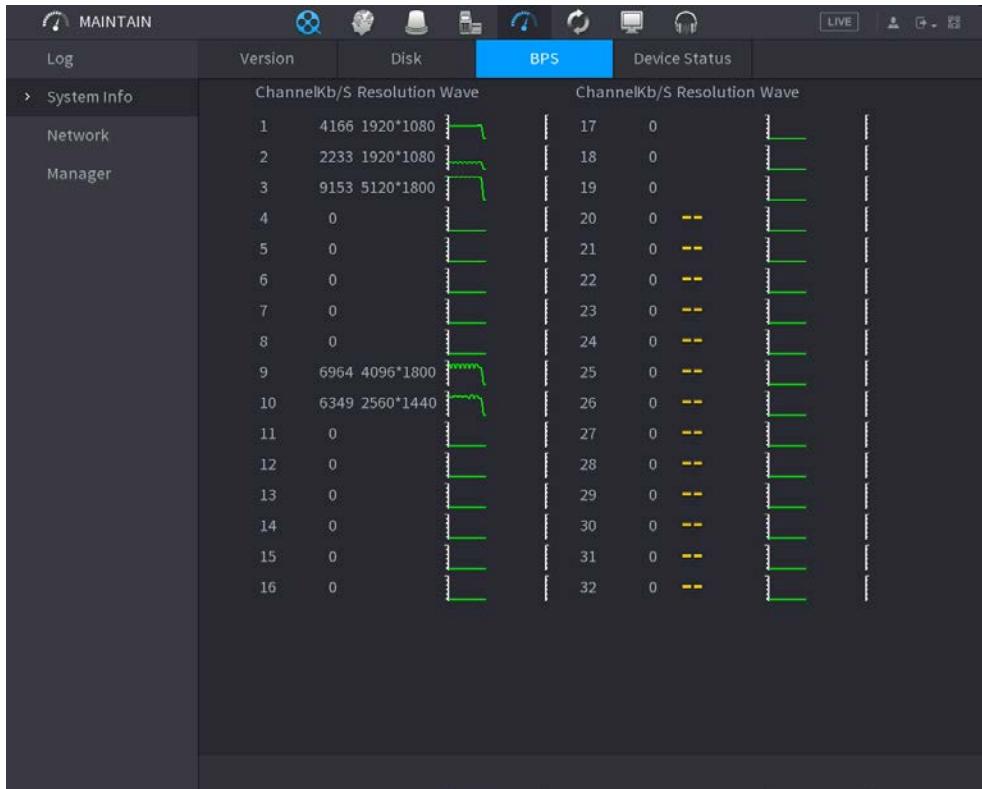 MAINTAIN LIVE
Log Version Disk BPS Device Status
System Info
Network
Manager
ChannelKb/S Resolution Wave ChannelKb/S Resolution Wave
1 4166 1920*1080 17 0
2 2233 1920*1080 18 0
3 9153 5120*1800 19 0
4 0 20 0 --
5 0 21 0 --
6 0 22 0 --
7 0 23 0 --
8 0 24 0 --
9 6964 4096*1800 25 0 --
10 6349 2560*1440 26 0 --
11 0 27 0 --
12 0 28 0 --
13 0 29 0 --
14 0 30 0 --
15 0 31 0 --
16 0 32 0 --